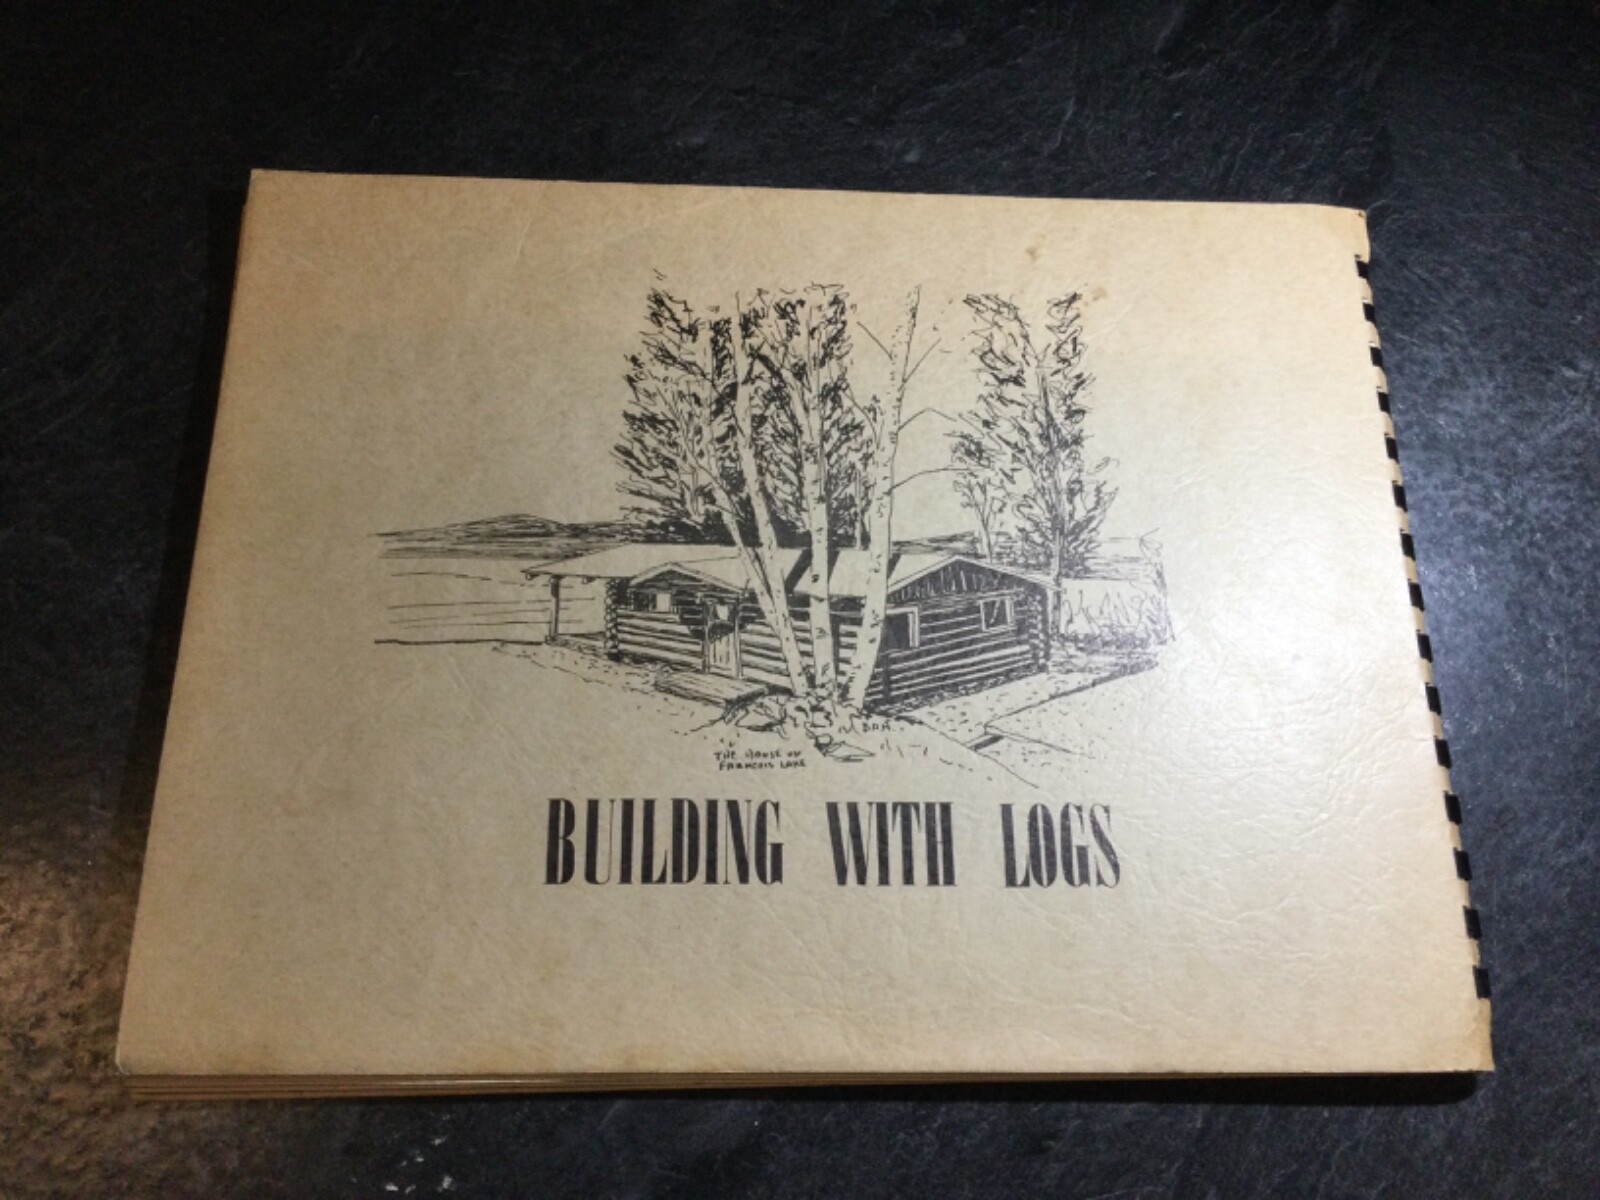 B.A.M.
THE HOUSE ON
FRANCOIS LAKE
BUILDING WITH LOGS